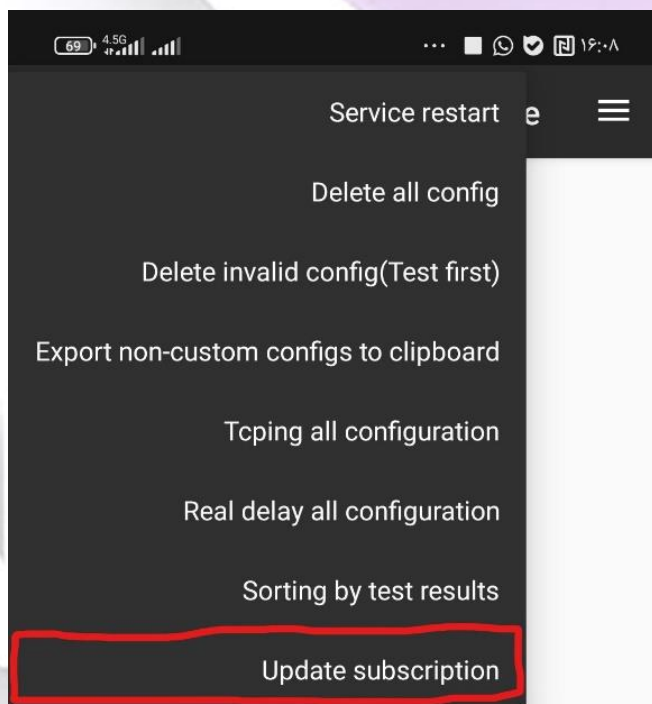 69 4.5G ... ۱۶:۰۸
Service restart e
Delete all config
Delete invalid config(Test first)
Export non-custom configs to clipboard
Tcping all configuration
Real delay all configuration
Sorting by test results
Update subscription